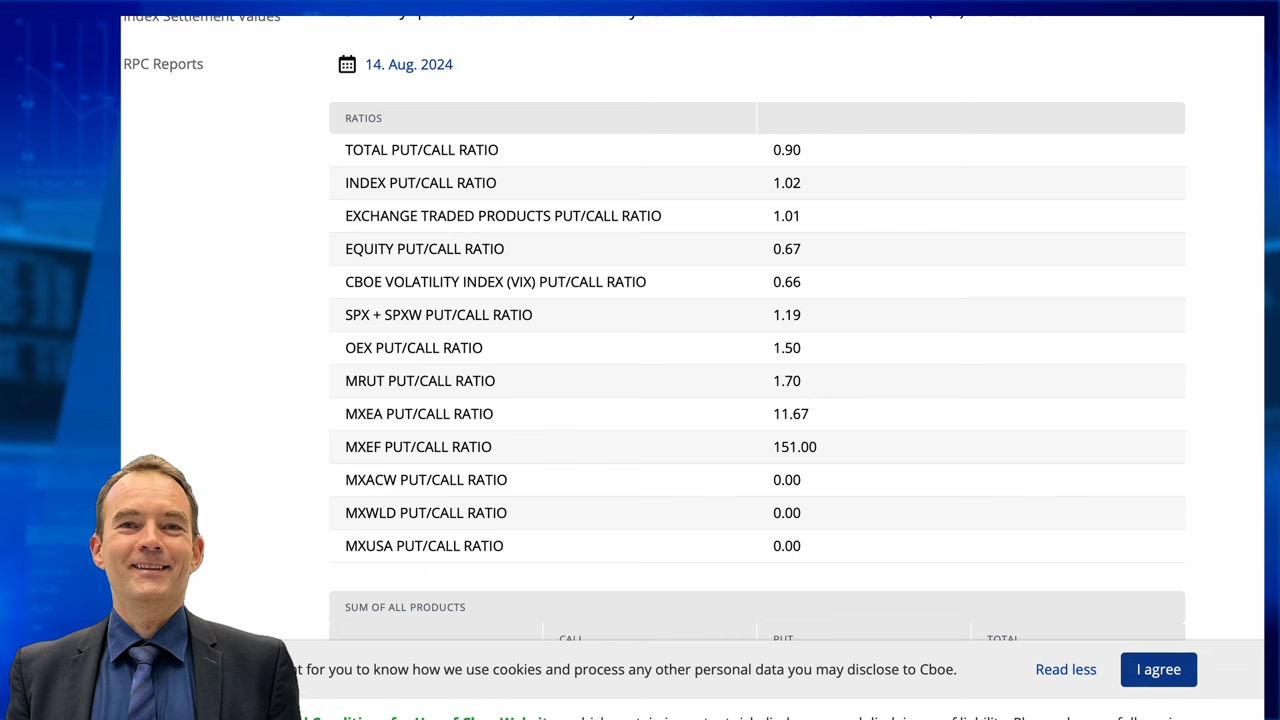 Index Settlement Values
RPC Reports
14. Aug. 2024
RATIOS
TOTAL PUT/CALL RATIO 0.90
INDEX PUT/CALL RATIO 1.02
EXCHANGE TRADED PRODUCTS PUT/CALL RATIO 1.01
EQUITY PUT/CALL RATIO 0.67
CBOE VOLATILITY INDEX (VIX) PUT/CALL RATIO 0.66
SPX + SPXW PUT/CALL RATIO 1.19
OEX PUT/CALL RATIO 1.50
MRUT PUT/CALL RATIO 1.70
MXEA PUT/CALL RATIO 11.67
MXEF PUT/CALL RATIO 151.00
MXACW PUT/CALL RATIO 0.00
MXWLD PUT/CALL RATIO 0.00
MXUSA PUT/CALL RATIO 0.00
SUM OF ALL PRODUCTS
CALL PUT TOTAL
for you to know how we use cookies and process any other personal data you may disclose to Cboe. Read less I agree